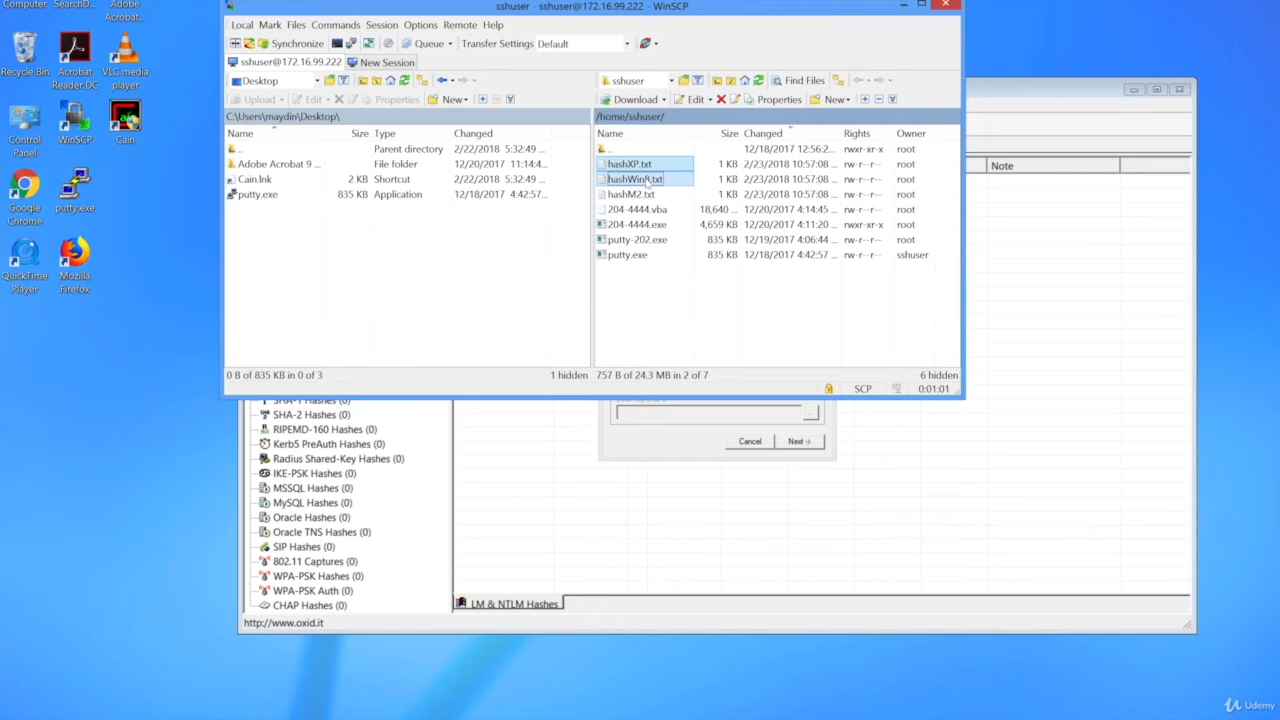 Computer SearchD... Adobe Acrobat...
Recycle Bin
Acrobat Reader DC
VLC media player
Control Panel
WinSCP
Cain
Google Chrome
putty.exe
QuickTime Player
Mozilla Firefox
sshuser - sshuser@172.16.99.222 - WinSCP
Local Mark Files Commands Session Options Remote Help
Synchronize Queue Transfer Settings Default
sshuser@172.16.99.222 New Session
Desktop
Upload Edit Properties New
C:\Users\maydin\Desktop\
Name Size Type Changed
.. Parent directory 2/22/2018 5:32:49 ...
Adobe Acrobat 9 ... File folder 12/20/2017 11:14:4...
Cain.lnk 2 KB Shortcut 2/22/2018 5:32:49 ...
putty.exe 835 KB Application 12/18/2017 4:42:57...
0 B of 835 KB in 0 of 3 1 hidden
sshuser Find Files
Download Edit Properties New
/home/sshuser/
Name Size Changed Rights Owner
.. 12/18/2017 12:56:2... rwxr-xr-x root
hashXP.txt 1 KB 2/23/2018 10:57:08 ... rw-r--r-- root
hashWin8.txt 1 KB 2/23/2018 10:57:08 ... rw-r--r-- root
hashM2.txt 1 KB 2/23/2018 10:57:08 ... rw-r--r-- root
204-4444.vba 18,640 ... 12/20/2017 4:14:45 ... rw-r--r-- root
204-4444.exe 4,659 KB 12/20/2017 4:11:20 ... rwxr-xr-x root
putty-202.exe 835 KB 12/19/2017 4:06:44 ... rw-r--r-- root
putty.exe 835 KB 12/18/2017 4:42:57 ... rw-r--r-- sshuser
757 B of 24.3 MB in 2 of 7 6 hidden
SCP 0:01:01
Note
SHA-1 Hashes (0)
SHA-2 Hashes (0)
RIPEMD-160 Hashes (0)
Kerb5 PreAuth Hashes (0)
Radius Shared-Key Hashes (0)
IKE-PSK Hashes (0)
MSSQL Hashes (0)
MySQL Hashes (0)
Oracle Hashes (0)
Oracle TNS Hashes (0)
SIP Hashes (0)
802.11 Captures (0)
WPA-PSK Hashes (0)
WPA-PSK Auth (0)
CHAP Hashes (0)
...
Cancel Next ->
LM & NTLM Hashes
http://www.oxid.it
Udemy